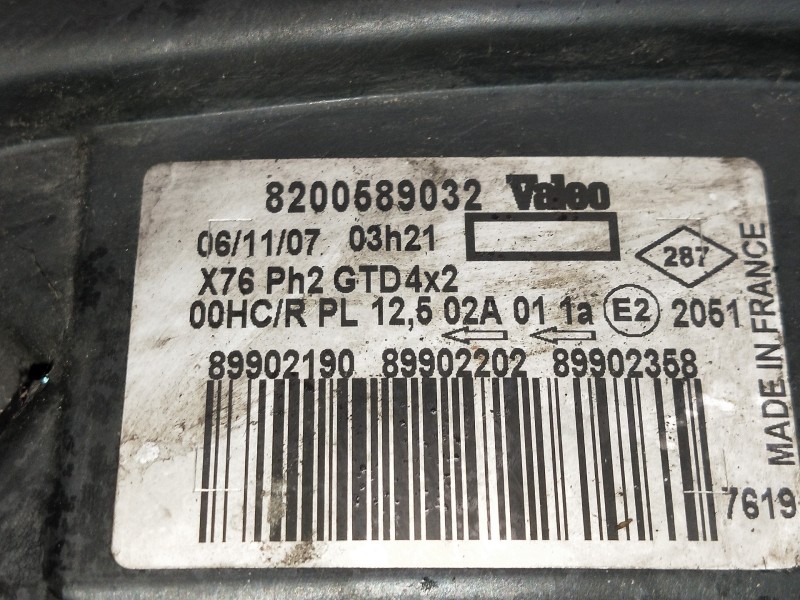 8200589032 Valeo
06/11/07 03h21
287
X76 Ph2 GTD4x2
00HC/R PL 12,5 02A 01 1a E2 2051
89902190 89902202 89902358
7619
MADE IN FRANCE